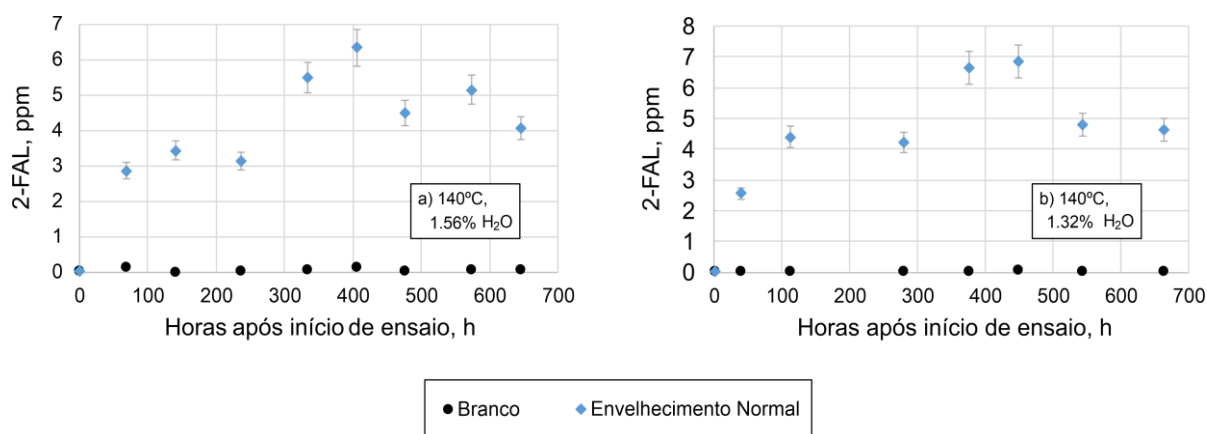 7
6
5
4
3
2
1
0
2-FAL, ppm
a) 140ºC,
1.56% H₂O
0 100 200 300 400 500 600 700
Horas após início de ensaio, h
8
7
6
5
4
3
2
1
0
2-FAL, ppm
b) 140ºC,
1.32% H₂O
0 100 200 300 400 500 600 700
Horas após início de ensaio, h
Branco Envelhecimento Normal